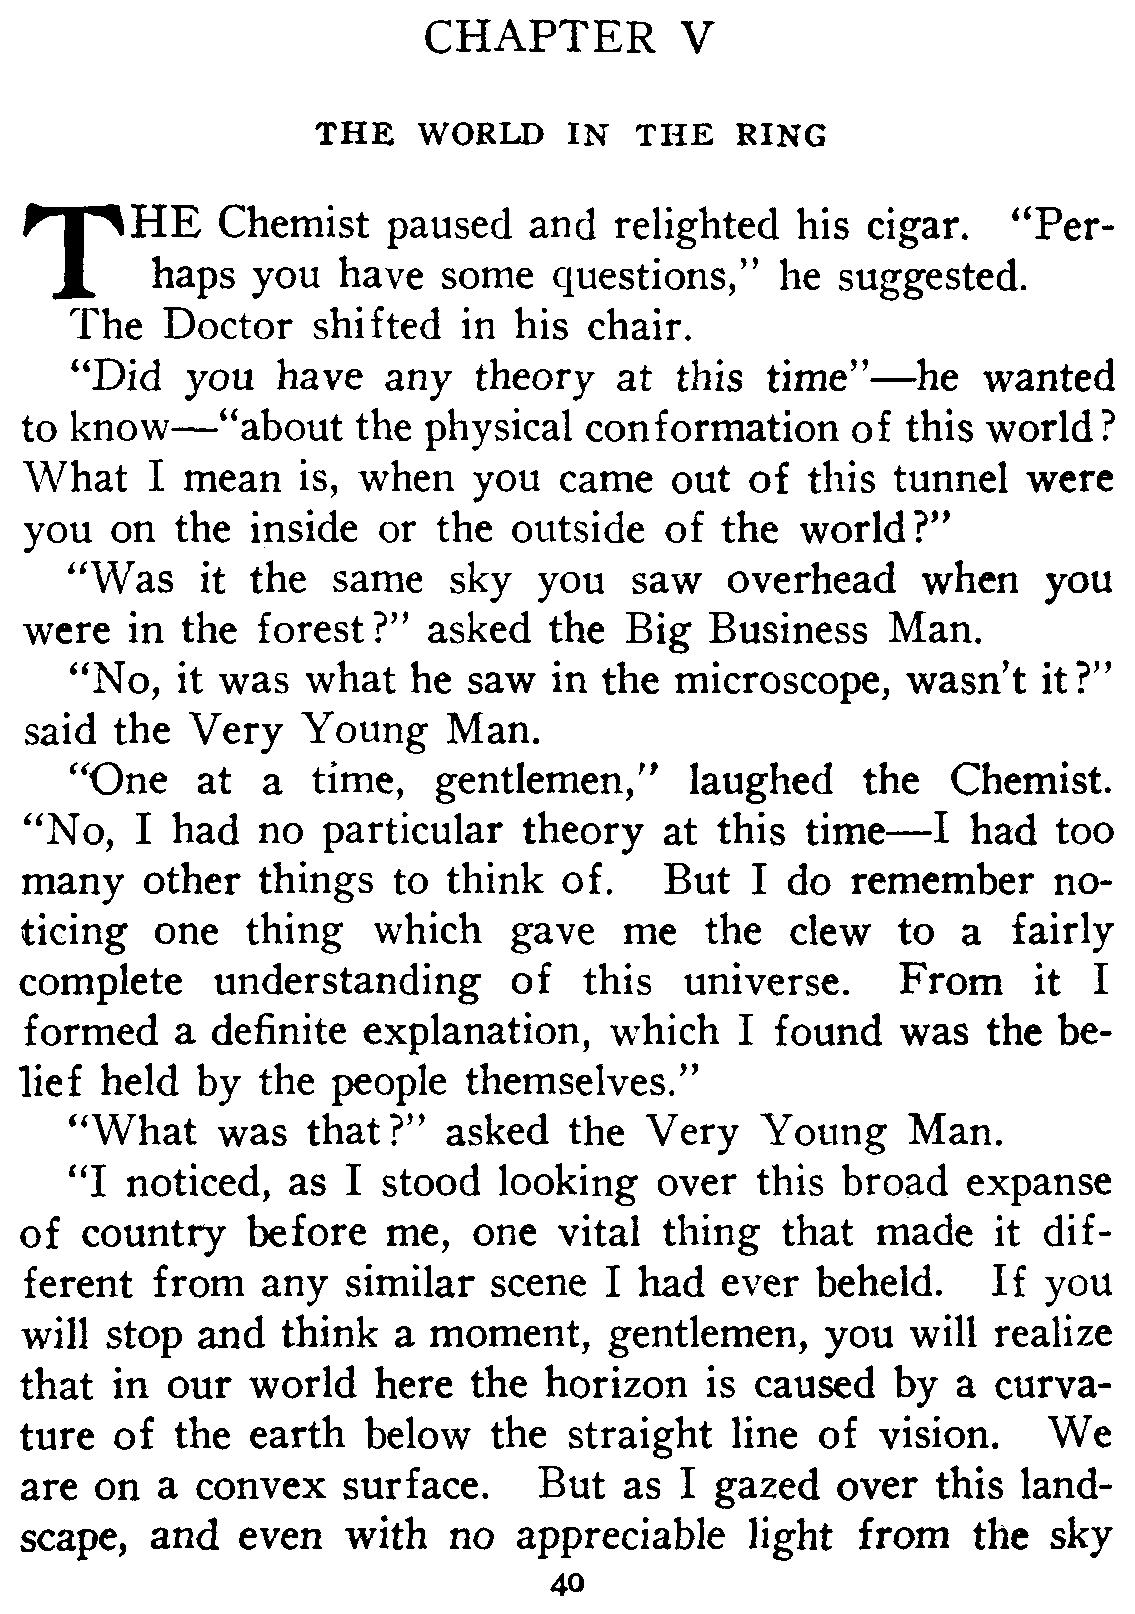 CHAPTER V
THE WORLD IN THE RING
THE Chemist paused and relighted his cigar. “Per-
haps you have some questions,” he suggested.
The Doctor shifted in his chair.
“Did you have any theory at this time”—he wanted
to know—“about the physical conformation of this world?
What I mean is, when you came out of this tunnel were
you on the inside or the outside of the world?”
“Was it the same sky you saw overhead when you
were in the forest?” asked the Big Business Man.
“No, it was what he saw in the microscope, wasn’t it?”
said the Very Young Man.
“One at a time, gentlemen,” laughed the Chemist.
“No, I had no particular theory at this time—I had too
many other things to think of. But I do remember no-
ticing one thing which gave me the clew to a fairly
complete understanding of this universe. From it I
formed a definite explanation, which I found was the be-
lief held by the people themselves.”
“What was that?” asked the Very Young Man.
“I noticed, as I stood looking over this broad expanse
of country before me, one vital thing that made it dif-
ferent from any similar scene I had ever beheld. If you
will stop and think a moment, gentlemen, you will realize
that in our world here the horizon is caused by a curva-
ture of the earth below the straight line of vision. We
are on a convex surface. But as I gazed over this land-
scape, and even with no appreciable light from the sky
40